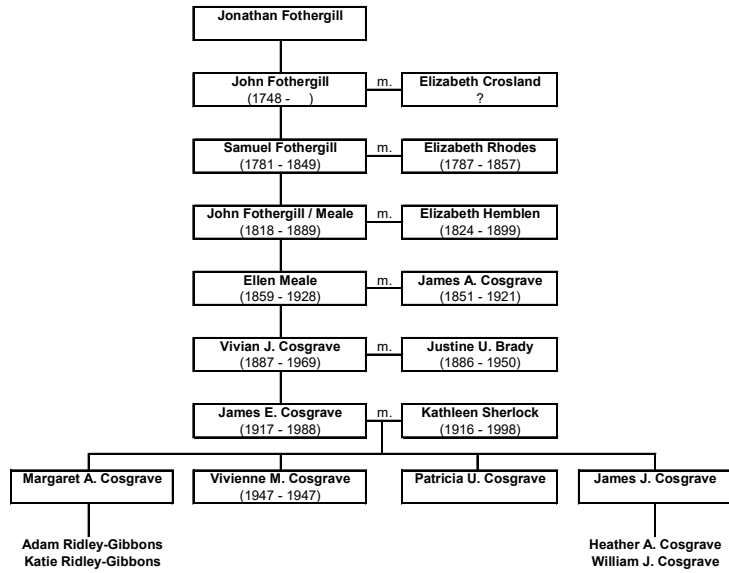 Jonathan Fothergill
John Fothergill m. Elizabeth Crosland
(1748 - ) ?
Samuel Fothergill m. Elizabeth Rhodes
(1781 - 1849) (1787 - 1857)
John Fothergill / Meale m. Elizabeth Hemblen
(1818 - 1889) (1824 - 1899)
Ellen Meale m. James A. Cosgrave
(1859 - 1928) (1851 - 1921)
Vivian J. Cosgrave m. Justine U. Brady
(1887 - 1969) (1886 - 1950)
James E. Cosgrave m. Kathleen Sherlock
(1917 - 1988) (1916 - 1998)
Margaret A. Cosgrave Vivienne M. Cosgrave Patricia U. Cosgrave James J. Cosgrave
(1947 - 1947)
Adam Ridley-Gibbons Heather A. Cosgrave
Katie Ridley-Gibbons William J. Cosgrave